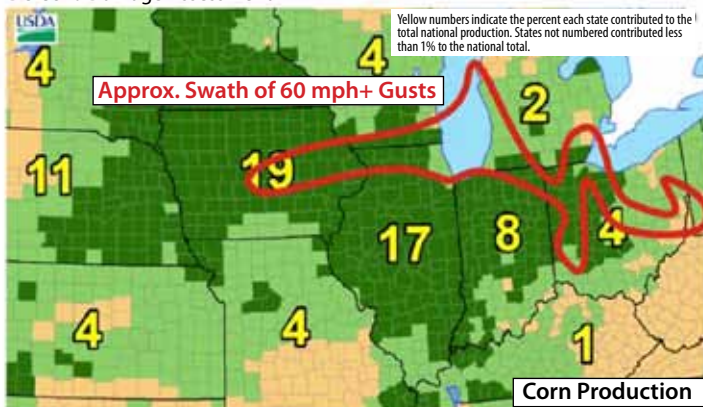 USDA
Yellow numbers indicate the percent each state contributed to the
total national production. States not numbered contributed less
than 1% to the national total.
4
4
Approx. Swath of 60 mph+ Gusts
2
11
19
17
8
4
4
4
1
Corn Production